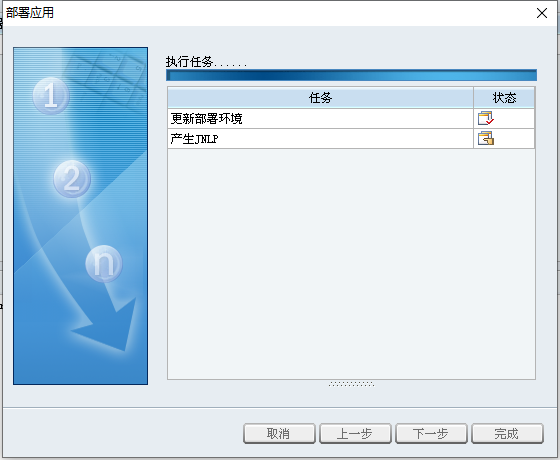 部署应用
1
2
n
执行任务......
任务 状态
更新部署环境
产生JNLP
取消 上一步 下一步 完成